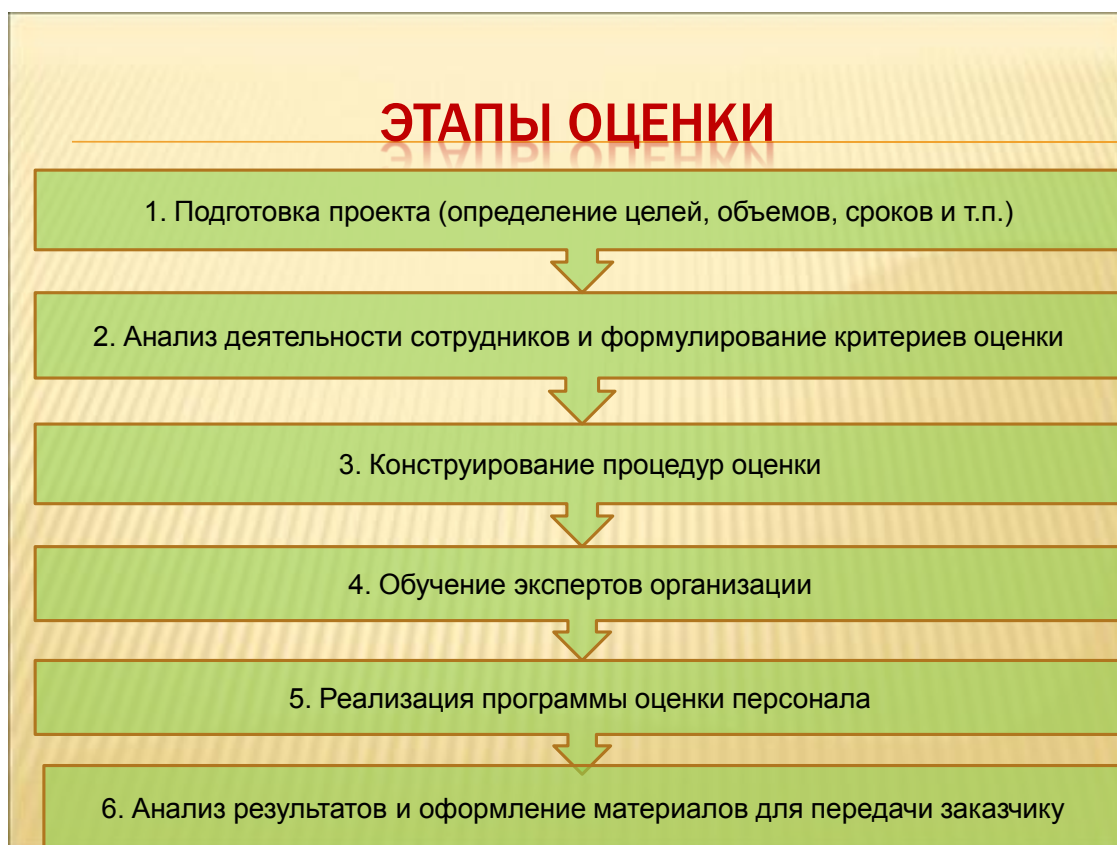 ЭТАПЫ ОЦЕНКИ
1. Подготовка проекта (определение целей, объемов, сроков и т.п.)
2. Анализ деятельности сотрудников и формулирование критериев оценки
3. Конструирование процедур оценки
4. Обучение экспертов организации
5. Реализация программы оценки персонала
6. Анализ результатов и оформление материалов для передачи заказчику